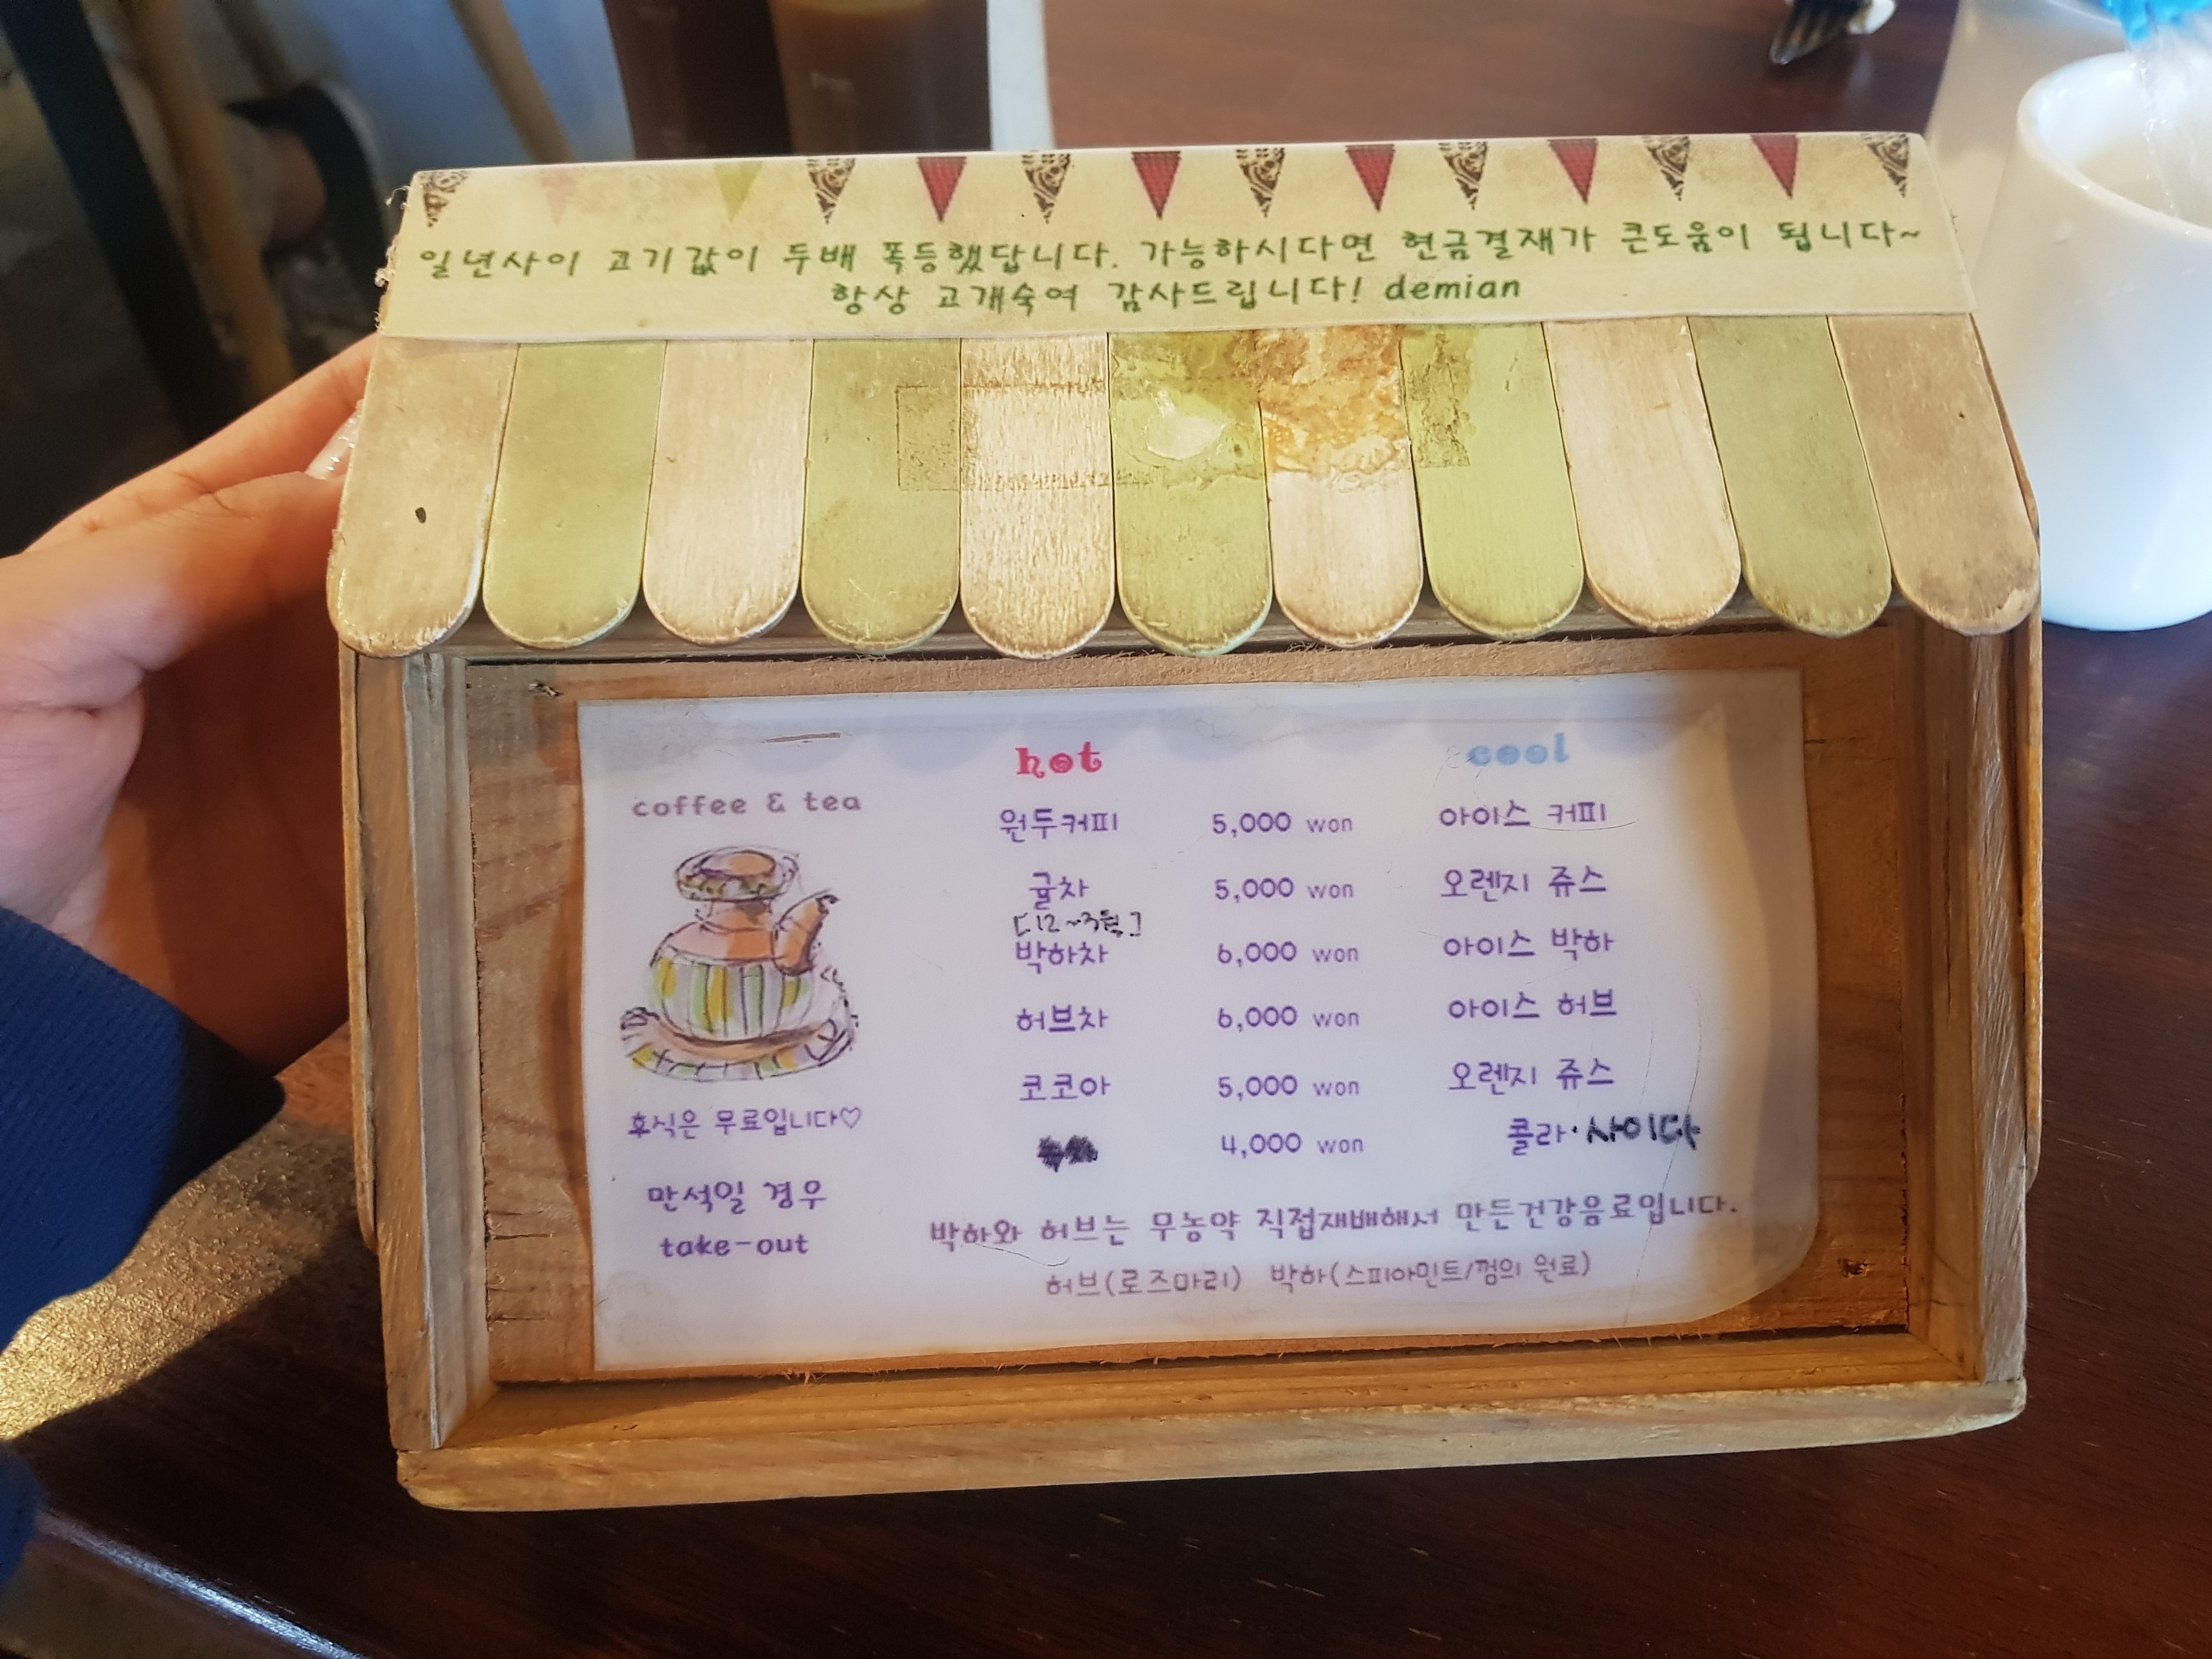 일년사이 고기값이 두배 폭등했답니다. 가능하시다면 현금결재가 큰도움이 됩니다~
항상 고개숙여 감사드립니다! demian
hot cool
coffee & tea
원두커피 5,000 won 아이스 커피
귤차 5,000 won 오렌지 쥬스
[12~3월]
박하차 6,000 won 아이스 박하
허브차 6,000 won 아이스 허브
코코아 5,000 won 오렌지 쥬스
4,000 won 콜라·사이다
후식은 무료입니다♡
만석일 경우
take-out
박하와 허브는 무농약 직접재배해서 만든건강음료입니다.
허브(로즈마리) 박하(스피아민트/껌의 원료)